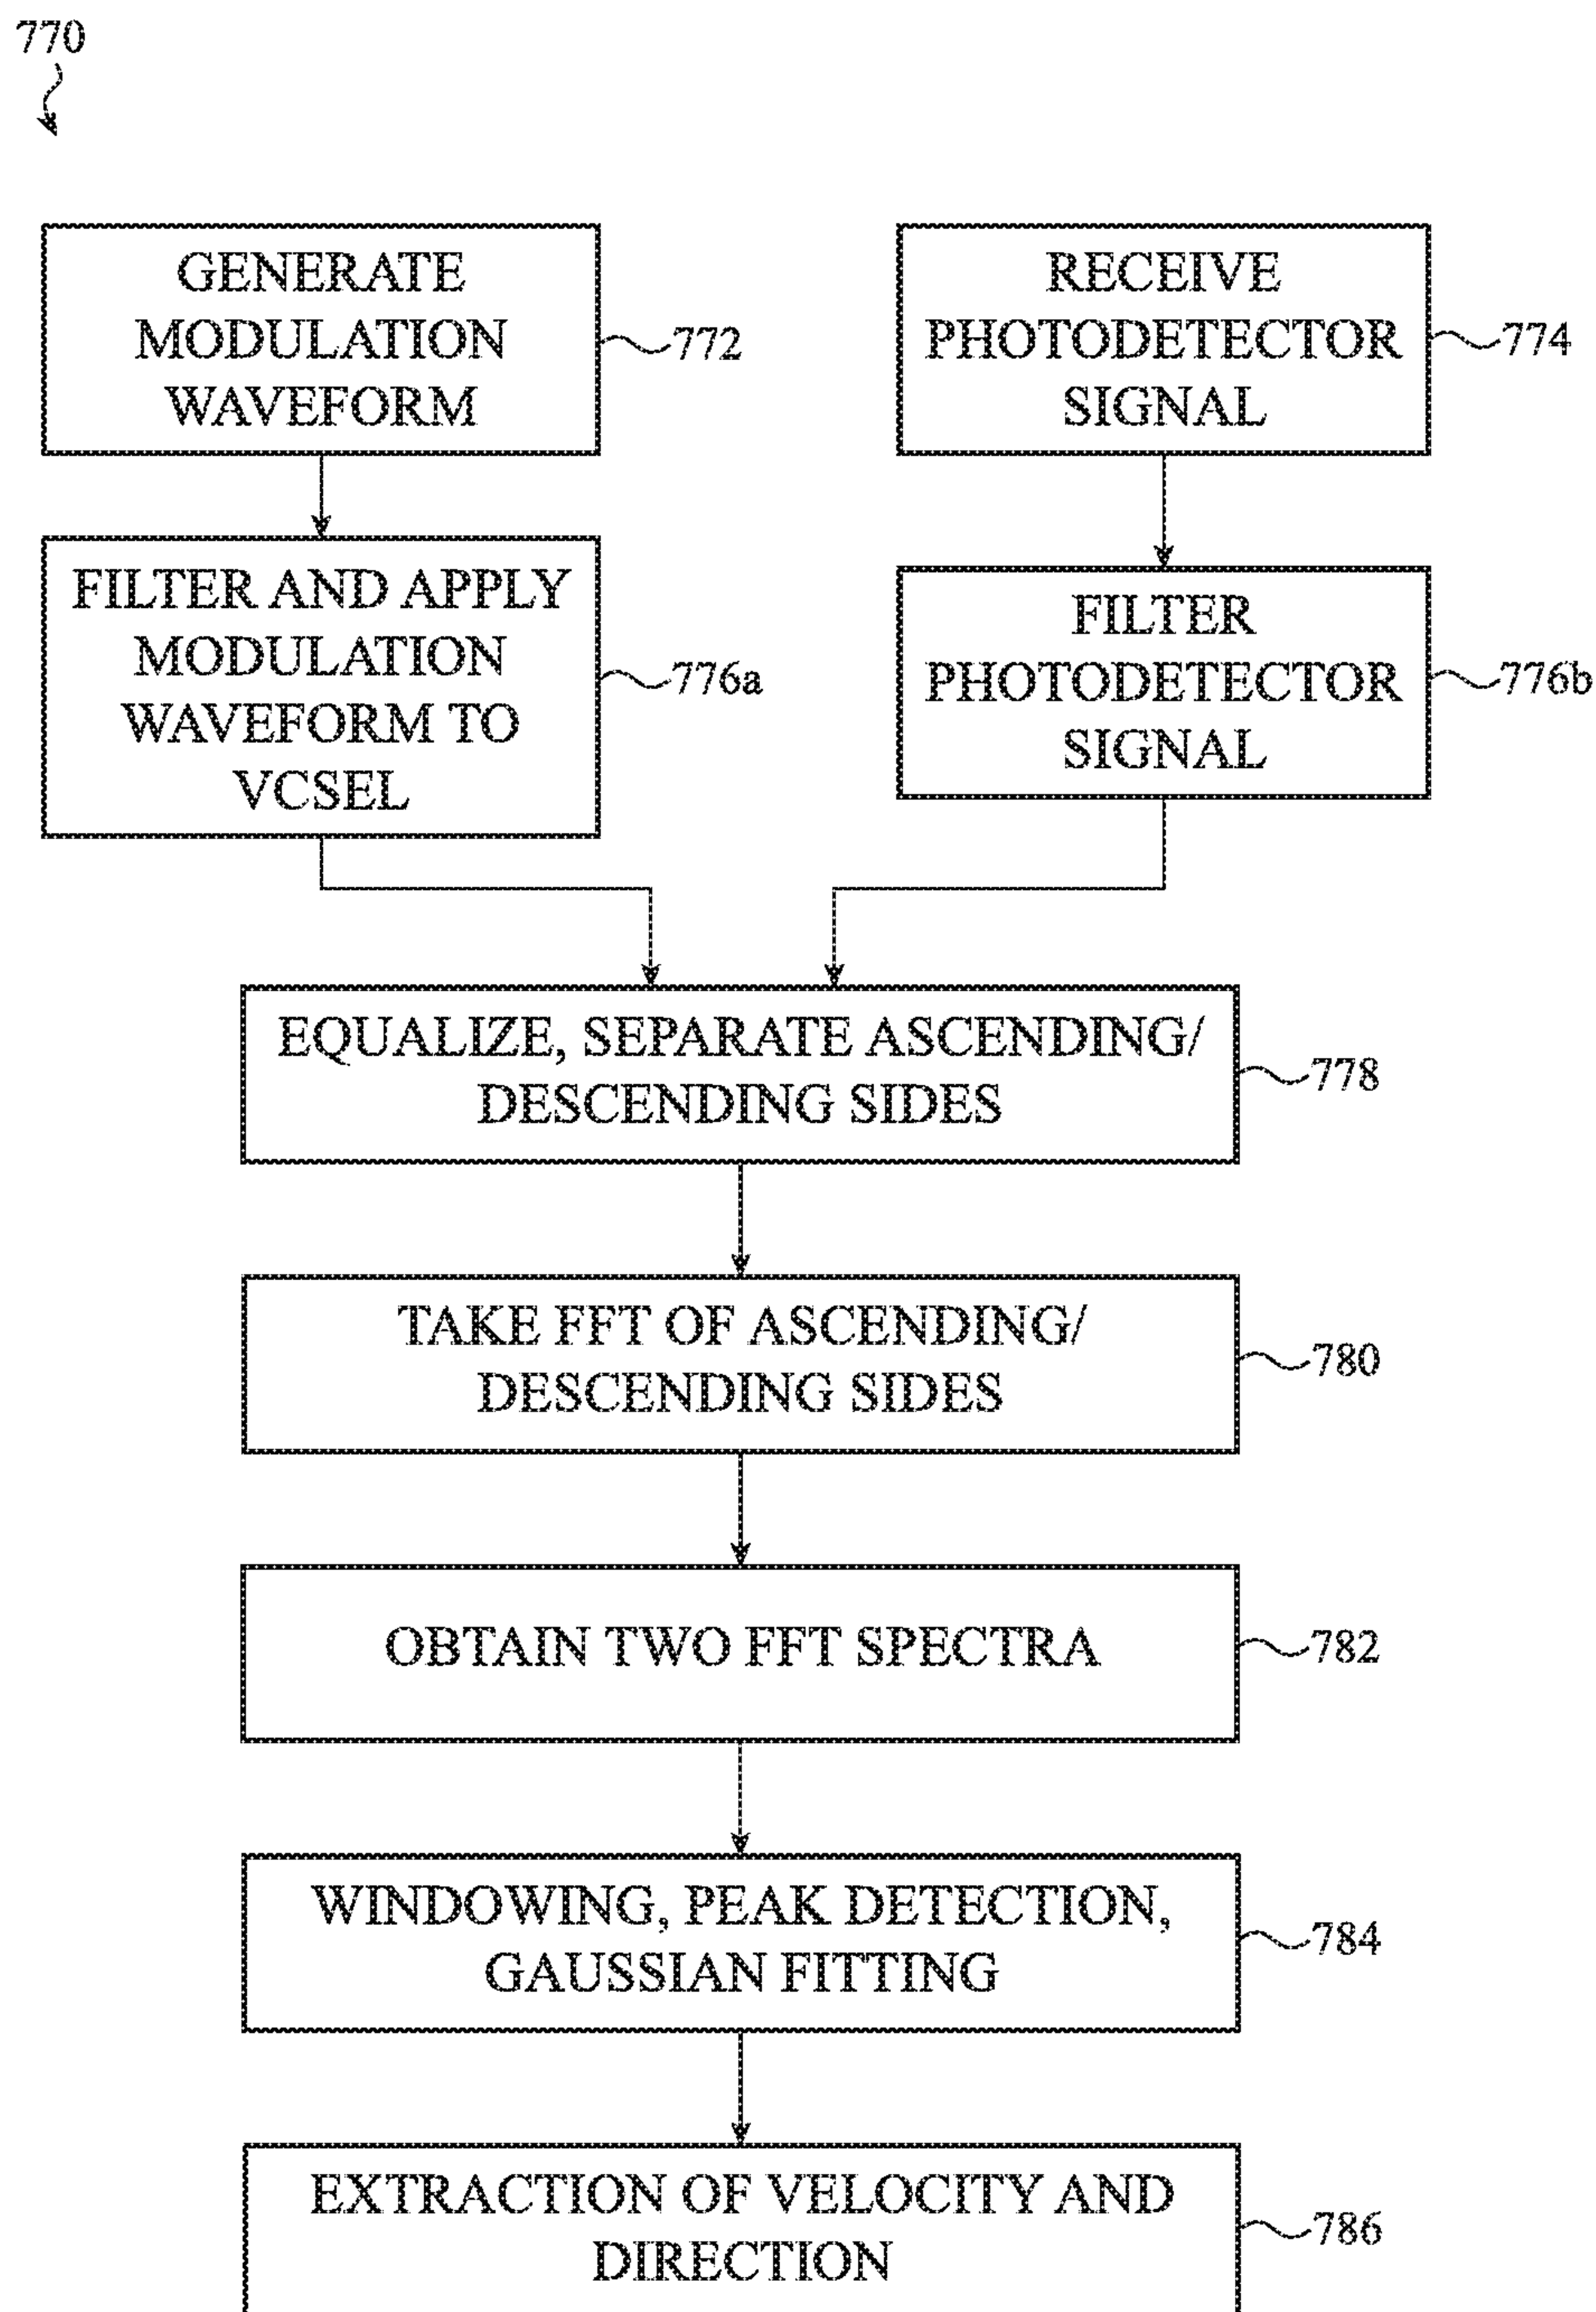 770
GENERATE
MODULATION
WAVEFORM
772
RECEIVE
PHOTODETECTOR
SIGNAL
774
FILTER AND APPLY
MODULATION
WAVEFORM TO
VCSEL
776a
FILTER
PHOTODETECTOR
SIGNAL
776b
EQUALIZE, SEPARATE ASCENDING/
DESCENDING SIDES
778
TAKE FFT OF ASCENDING/
DESCENDING SIDES
780
OBTAIN TWO FFT SPECTRA
782
WINDOWING, PEAK DETECTION,
GAUSSIAN FITTING
784
EXTRACTION OF VELOCITY AND
DIRECTION
786